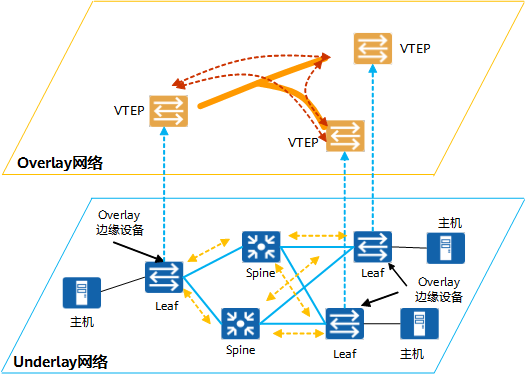 VTEP
VTEP
VTEP
Overlay网络
Overlay
边缘设备
主机
Spine
Leaf
Overlay
边缘设备
Leaf
主机
Spine
Leaf
主机
Underlay网络